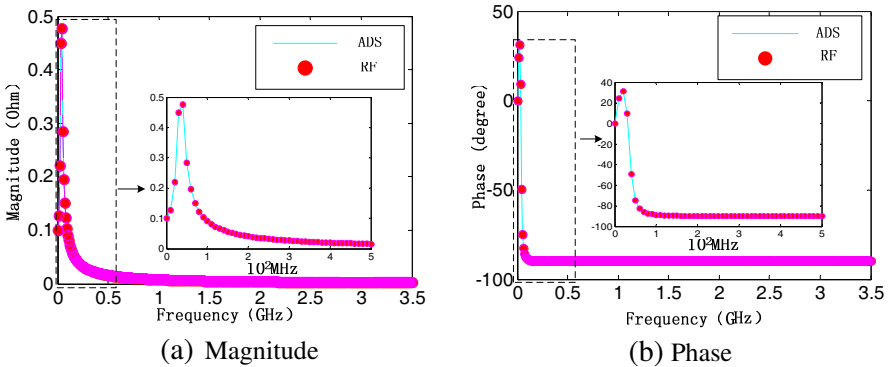 (a)
0.5
0.4
0.3
0.2
0.1
0
Magnitude (Ohm)
ADS
RF
0.5
0.4
0.3
0.2
0.1
0
0 1 2 3 4 5
10²MHz
0 0.5 1 1.5 2 2.5 3 3.5
Frequency (GHz)
(a) Magnitude
(b)
50
0
-50
-100
Phase (degree)
ADS
RF
40
20
0
-20
-40
-60
-80
-100
0 1 2 3 4 5
10²MHz
0 0.5 1 1.5 2 2.5 3 3.5
Frequency (GHz)
(b) Phase